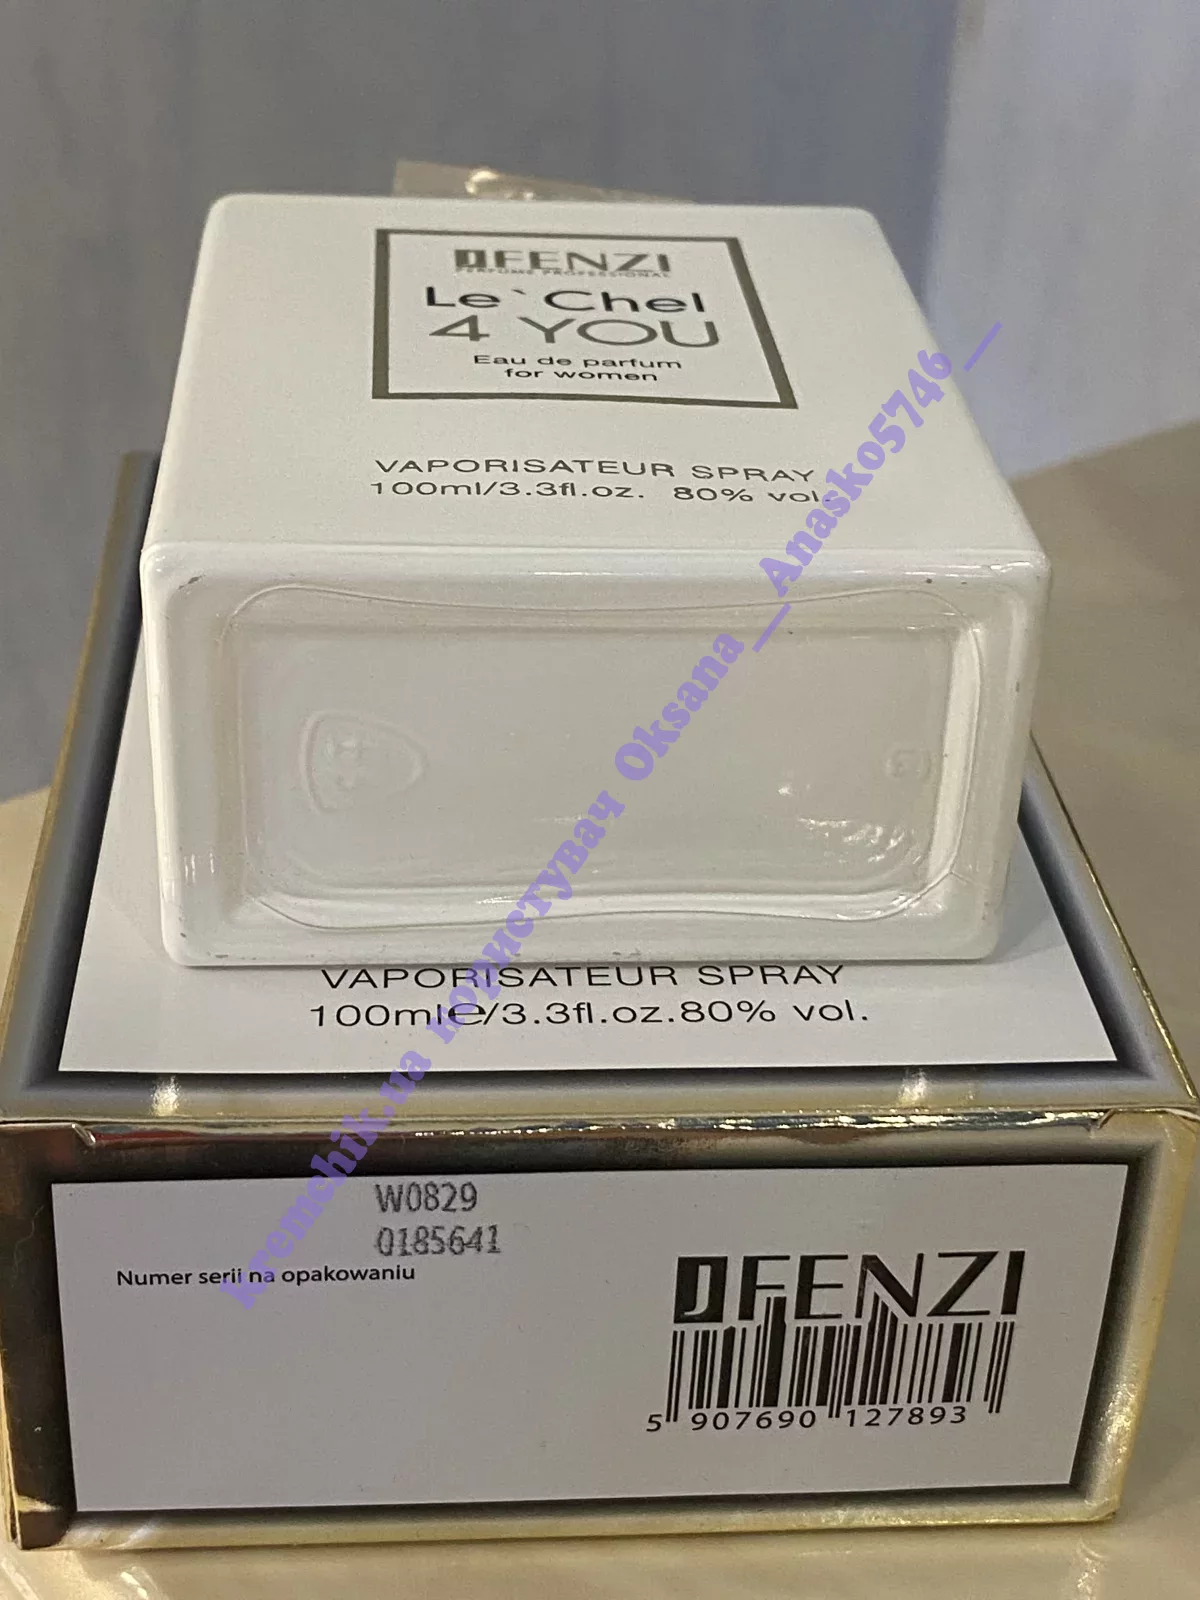 JFENZI
PERFUME PROFESSIONAL
Le`Chel
4 YOU
Eau de parfum
for women
VAPORISATEUR SPRAY
100ml/3.3fl.oz. 80% vol.
VAPORISATEUR SPRAY
100ml℮/3.3fl.oz.80% vol.
W0829
0185641
Numer serii na opakowaniu
JFENZI
5 907690 127893
kremchik.ua користувач Oksana__Anasko5746__